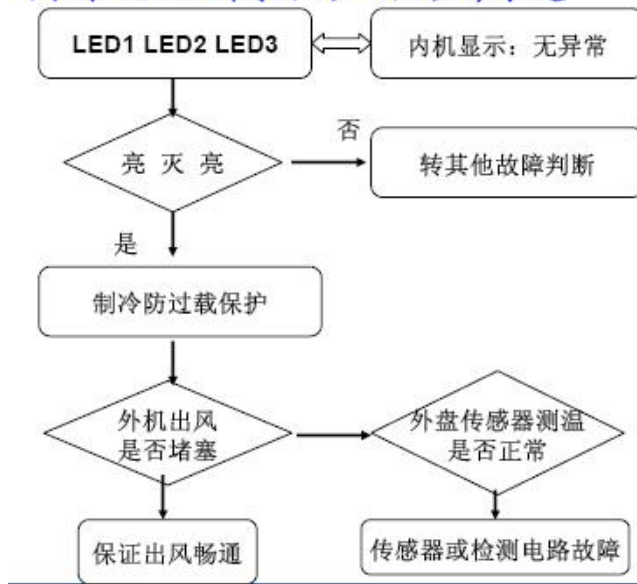 LED1 LED2 LED3
内机显示：无异常
亮 灭 亮
否
转其他故障判断
是
制冷防过载保护
外机出风
是否堵塞
外盘传感器测温
是否正常
保证出风畅通
传感器或检测电路故障